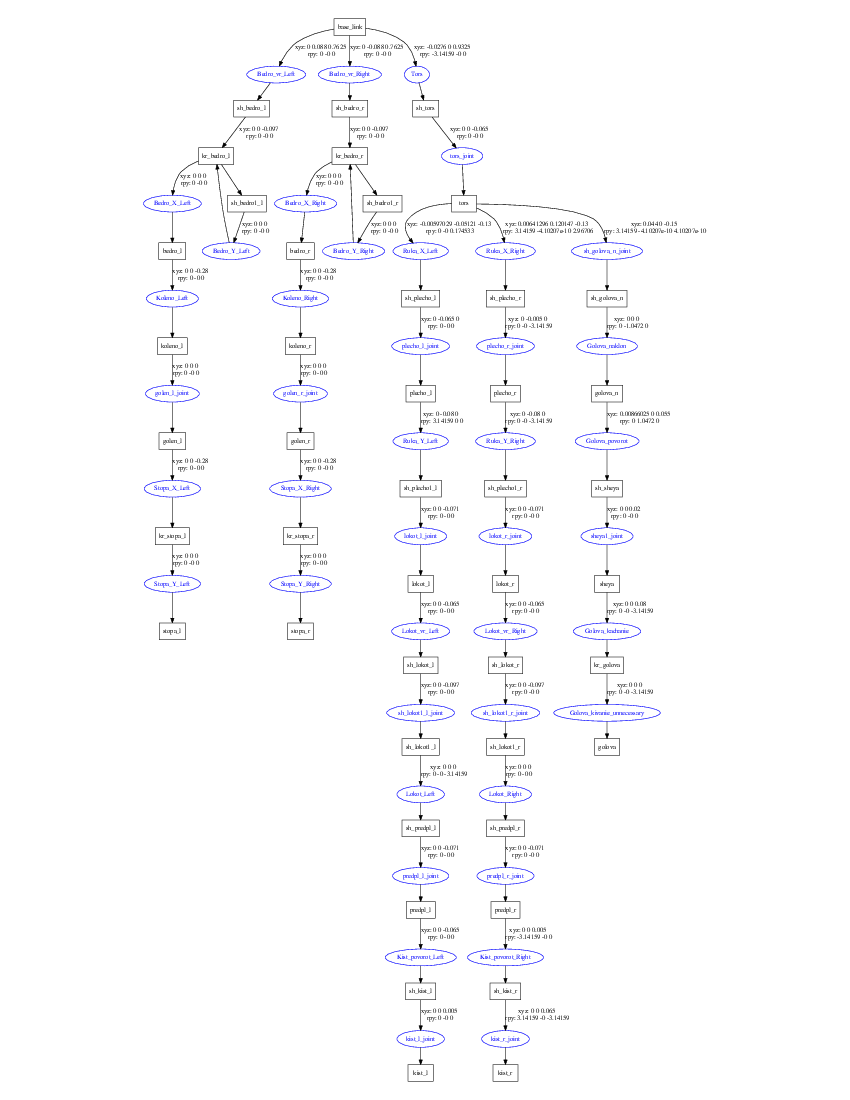 base_link
xyz: 0 0.088 0.7625
rpy: 0 -0 0
xyz: 0 -0.088 0.7625
rpy: 0 -0 0
xyz: -0.0276 0 0.9325
rpy: -3.14159 -0 0
Bedro_vr_Left
Bedro_vr_Right
Tors
sh_bedro_l
sh_bedro_r
sh_tors
xyz: 0 0 -0.097
rpy: 0 -0 0
xyz: 0 0 -0.097
rpy: 0 -0 0
xyz: 0 0 -0.065
rpy: 0 -0 0
kr_bedro_l
kr_bedro_r
tors_joint
xyz: 0 0 0
rpy: 0 -0 0
xyz: 0 0 0
rpy: 0 -0 0
Bedro_X_Left
sh_bedro1_l
Bedro_X_Right
sh_bedro1_r
tors
xyz: 0 0 0
rpy: 0 -0 0
xyz: 0 0 0
rpy: 0 -0 0
xyz: -0.00597029 -0.05121 -0.13
rpy: 0 -0 0.174533
xyz: 0.00641296 0.120147 -0.13
rpy: 3.14159 -4.10207e-10 2.96706
xyz: 0.044 0 -0.13
rpy: 3.14159 -4.10207e-10 4.10207e-10
bedro_l
Bedro_Y_Left
bedro_r
Bedro_Y_Right
Ruka_X_Left
Ruka_X_Right
sh_golova_n_joint
xyz: 0 0 -0.28
rpy: 0 -0 0
xyz: 0 0 -0.28
rpy: 0 -0 0
Koleno_Left
Koleno_Right
sh_plecho_l
sh_plecho_r
sh_golova_n
xyz: 0 -0.065 0
rpy: 0 -0 0
xyz: 0 -0.005 0
rpy: 0 -0 -3.14159
xyz: 0 0 0
rpy: 0 -1.0472 0
koleno_l
koleno_r
plecho_l_joint
plecho_r_joint
Golova_naklon
xyz: 0 0 0
rpy: 0 -0 0
xyz: 0 0 0
rpy: 0 -0 0
golen_l_joint
golen_r_joint
plecho_l
plecho_r
golova_n
xyz: 0 -0.08 0
rpy: 3.14159 0 0
xyz: 0 -0.08 0
rpy: 0 -0 -3.14159
xyz: 0.00866025 0 0.035
rpy: 0 1.0472 0
golen_l
golen_r
Ruka_Y_Left
Ruka_Y_Right
Golova_povorot
xyz: 0 0 -0.28
rpy: 0 -0 0
xyz: 0 0 -0.28
rpy: 0 -0 0
Stopa_X_Left
Stopa_X_Right
sh_plecho1_l
sh_plecho1_r
sh_sheya
xyz: 0 0 -0.071
rpy: 0 -0 0
xyz: 0 0 -0.071
rpy: 0 -0 0
xyz: 0 0 0.02
rpy: 0 -0 0
kr_stopa_l
kr_stopa_r
lokot_l_joint
lokot_r_joint
sheya1_joint
xyz: 0 0 0
rpy: 0 -0 0
xyz: 0 0 0
rpy: 0 -0 0
Stopa_Y_Left
Stopa_Y_Right
lokot_l
lokot_r
sheya
xyz: 0 0 -0.065
rpy: 0 -0 0
xyz: 0 0 -0.065
rpy: 0 -0 0
xyz: 0 0 0.08
rpy: 0 -0 -3.14159
stopa_l
stopa_r
Lokot_vr_Left
Lokot_vr_Right
Golova_kachanie
sh_lokot_l
sh_lokot_r
kr_golova
xyz: 0 0 -0.097
rpy: 0 -0 0
xyz: 0 0 -0.097
rpy: 0 -0 0
xyz: 0 0 0
rpy: 0 -0 -3.14159
sh_lokot1_l_joint
sh_lokot1_r_joint
Golova_kivanie_unnecessary
sh_lokot1_l
sh_lokot1_r
golova
xyz: 0 0 0
rpy: 0 -0 -3.14159
xyz: 0 0 0
rpy: 0 -0 0
Lokot_Left
Lokot_Right
sh_predpl_l
sh_predpl_r
xyz: 0 0 -0.071
rpy: 0 -0 0
xyz: 0 0 -0.071
rpy: 0 -0 0
predpl_l_joint
predpl_r_joint
predpl_l
predpl_r
xyz: 0 0 -0.065
rpy: 0 -0 0
xyz: 0 0 0.005
rpy: -3.14159 -0 0
Kist_povorot_Left
Kist_povorot_Right
sh_kist_l
sh_kist_r
xyz: 0 0 0.005
rpy: 0 -0 0
xyz: 0 0 0.065
rpy: 3.14159 -0 -3.14159
kist_l_joint
kist_r_joint
kist_l
kist_r